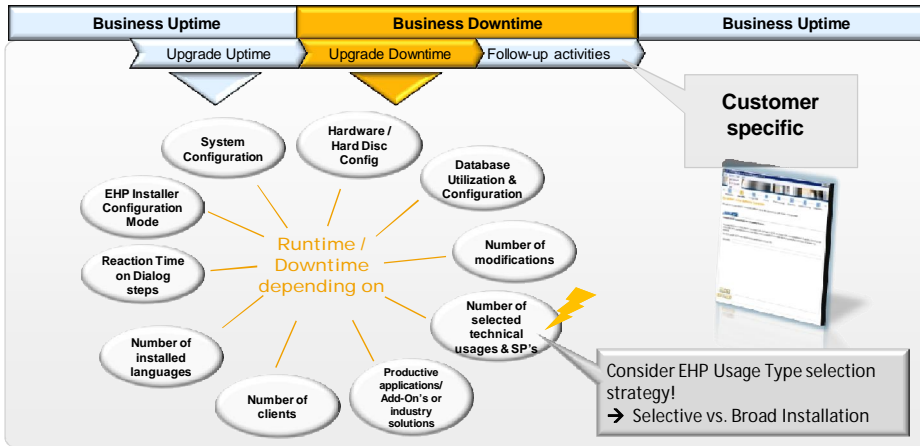 Business Uptime
Business Downtime
Business Uptime
Upgrade Uptime
Upgrade Downtime
Follow-up activities
Customer
specific
System
Configuration
Hardware /
Hard Disc
Config
Database
Utilization &
Configuration
EHP Installer
Configuration
Mode
Number of
modifications
Runtime /
Downtime
depending on
Reaction Time
on Dialog
steps
Number of
selected
technical
usages & SP's
Number of
installed
languages
Number of
clients
Productive
applications/
Add-On's or
industry
solutions
Consider EHP Usage Type selection
strategy!
➔ Selective vs. Broad Installation